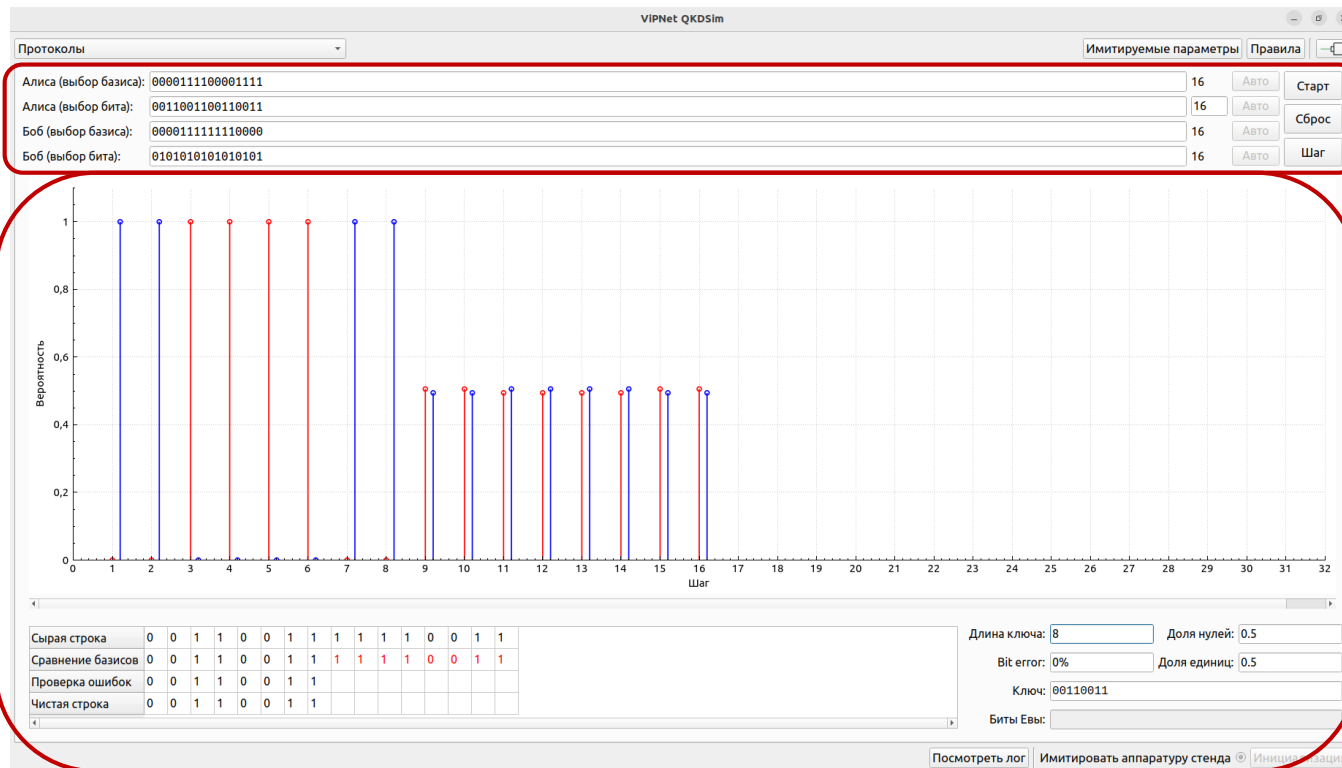 ViPNet QKDSim
Протоколы Имитируемые параметры Правила
Алиса (выбор базиса): 0000111100001111 16 Авто Старт
Алиса (выбор бита): 0011001100110011 16 Авто
Сброс
Боб (выбор базиса): 0000111111110000 16 Авто
Боб (выбор бита): 0101010101010101 16 Авто Шаг
1
0,8
0,6
0,4
0,2
0
Вероятность
0 1 2 3 4 5 6 7 8 9 10 11 12 13 14 15 16 17 18 19 20 21 22 23 24 25 26 27 28 29 30 31 32
Шаг
Сырая строка 0 0 1 1 0 0 1 1 1 1 1 1 0 0 1 1
Сравнение базисов 0 0 1 1 0 0 1 1 1 1 1 1 0 0 1 1
Проверка ошибок 0 0 1 1 0 0 1 1
Чистая строка 0 0 1 1 0 0 1 1
Длина ключа: 8 Доля нулей: 0.5
Bit error: 0% Доля единиц: 0.5
Ключ: 00110011
Биты Евы:
Посмотреть лог Имитировать аппаратуру стенда Инициализация